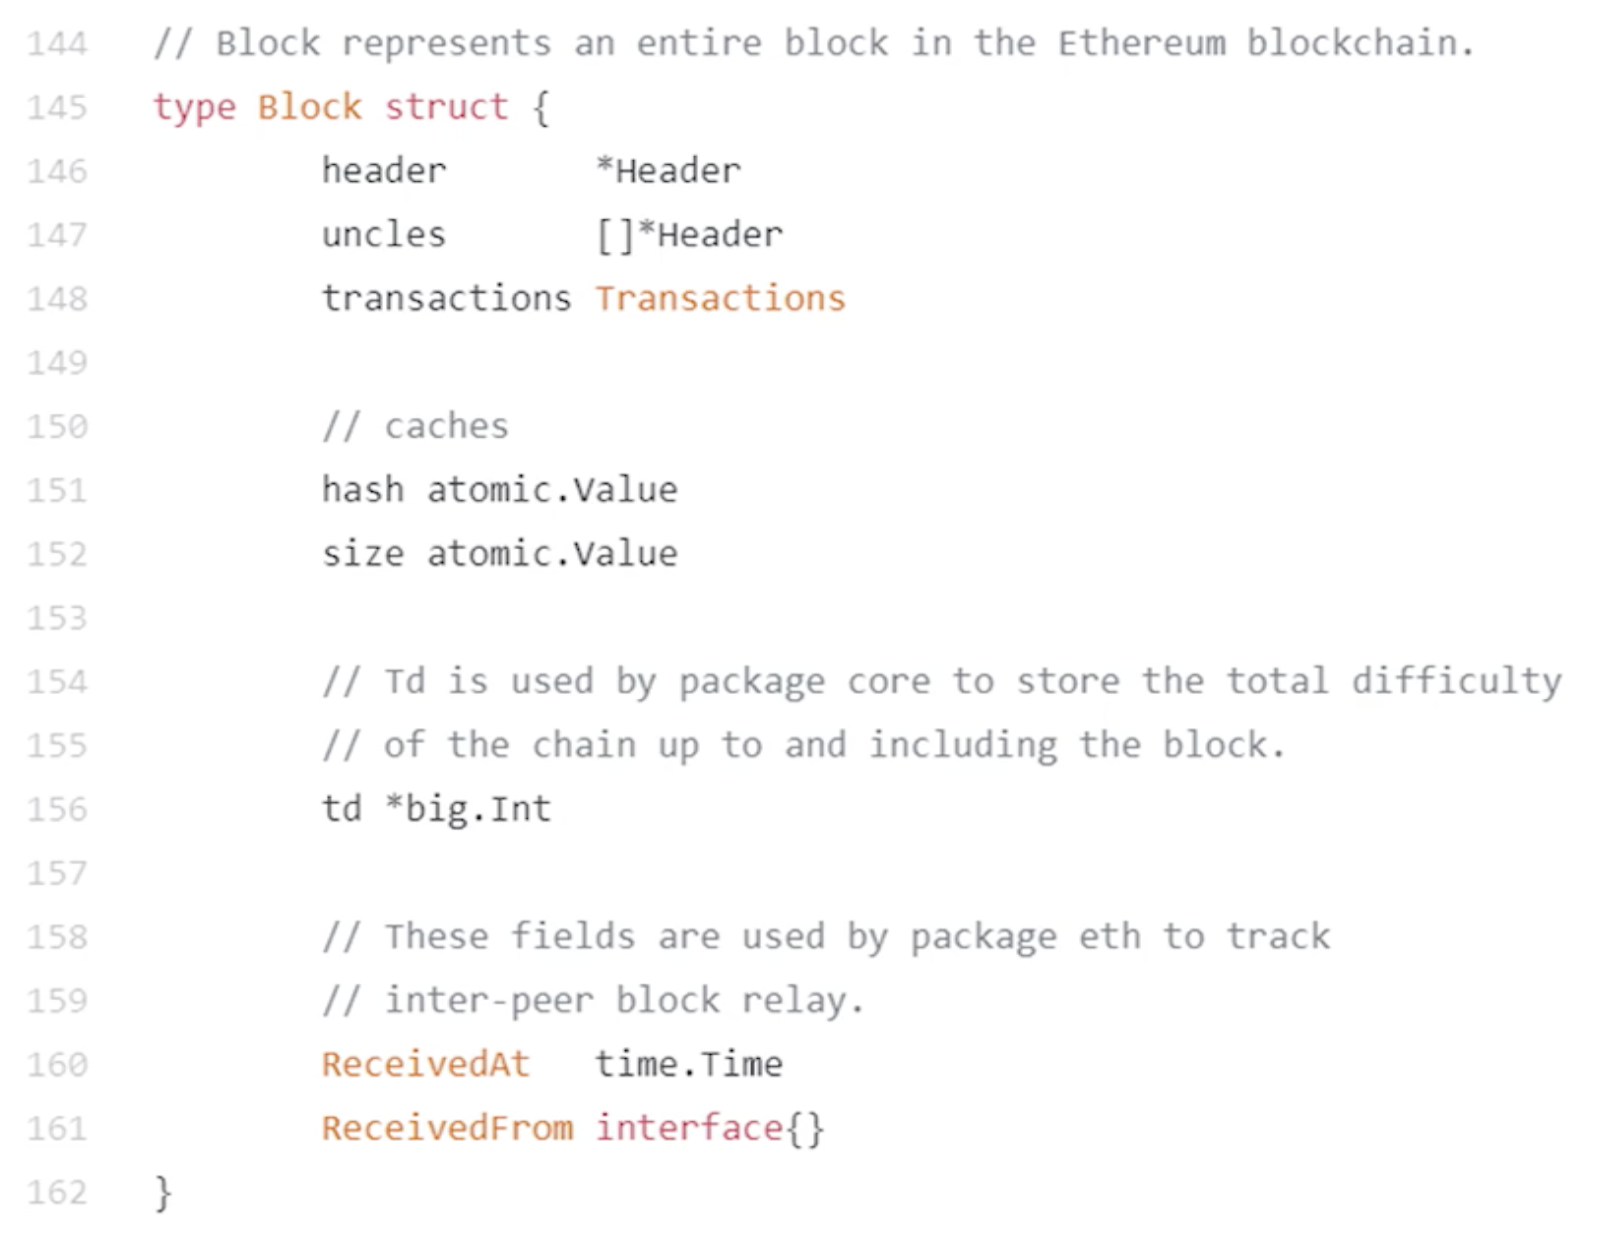 144 // Block represents an entire block in the Ethereum blockchain.
145 type Block struct {
146 header *Header
147 uncles []*Header
148 transactions Transactions
149
150 // caches
151 hash atomic.Value
152 size atomic.Value
153
154 // Td is used by package core to store the total difficulty
155 // of the chain up to and including the block.
156 td *big.Int
157
158 // These fields are used by package eth to track
159 // inter-peer block relay.
160 ReceivedAt time.Time
161 ReceivedFrom interface{}
162 }